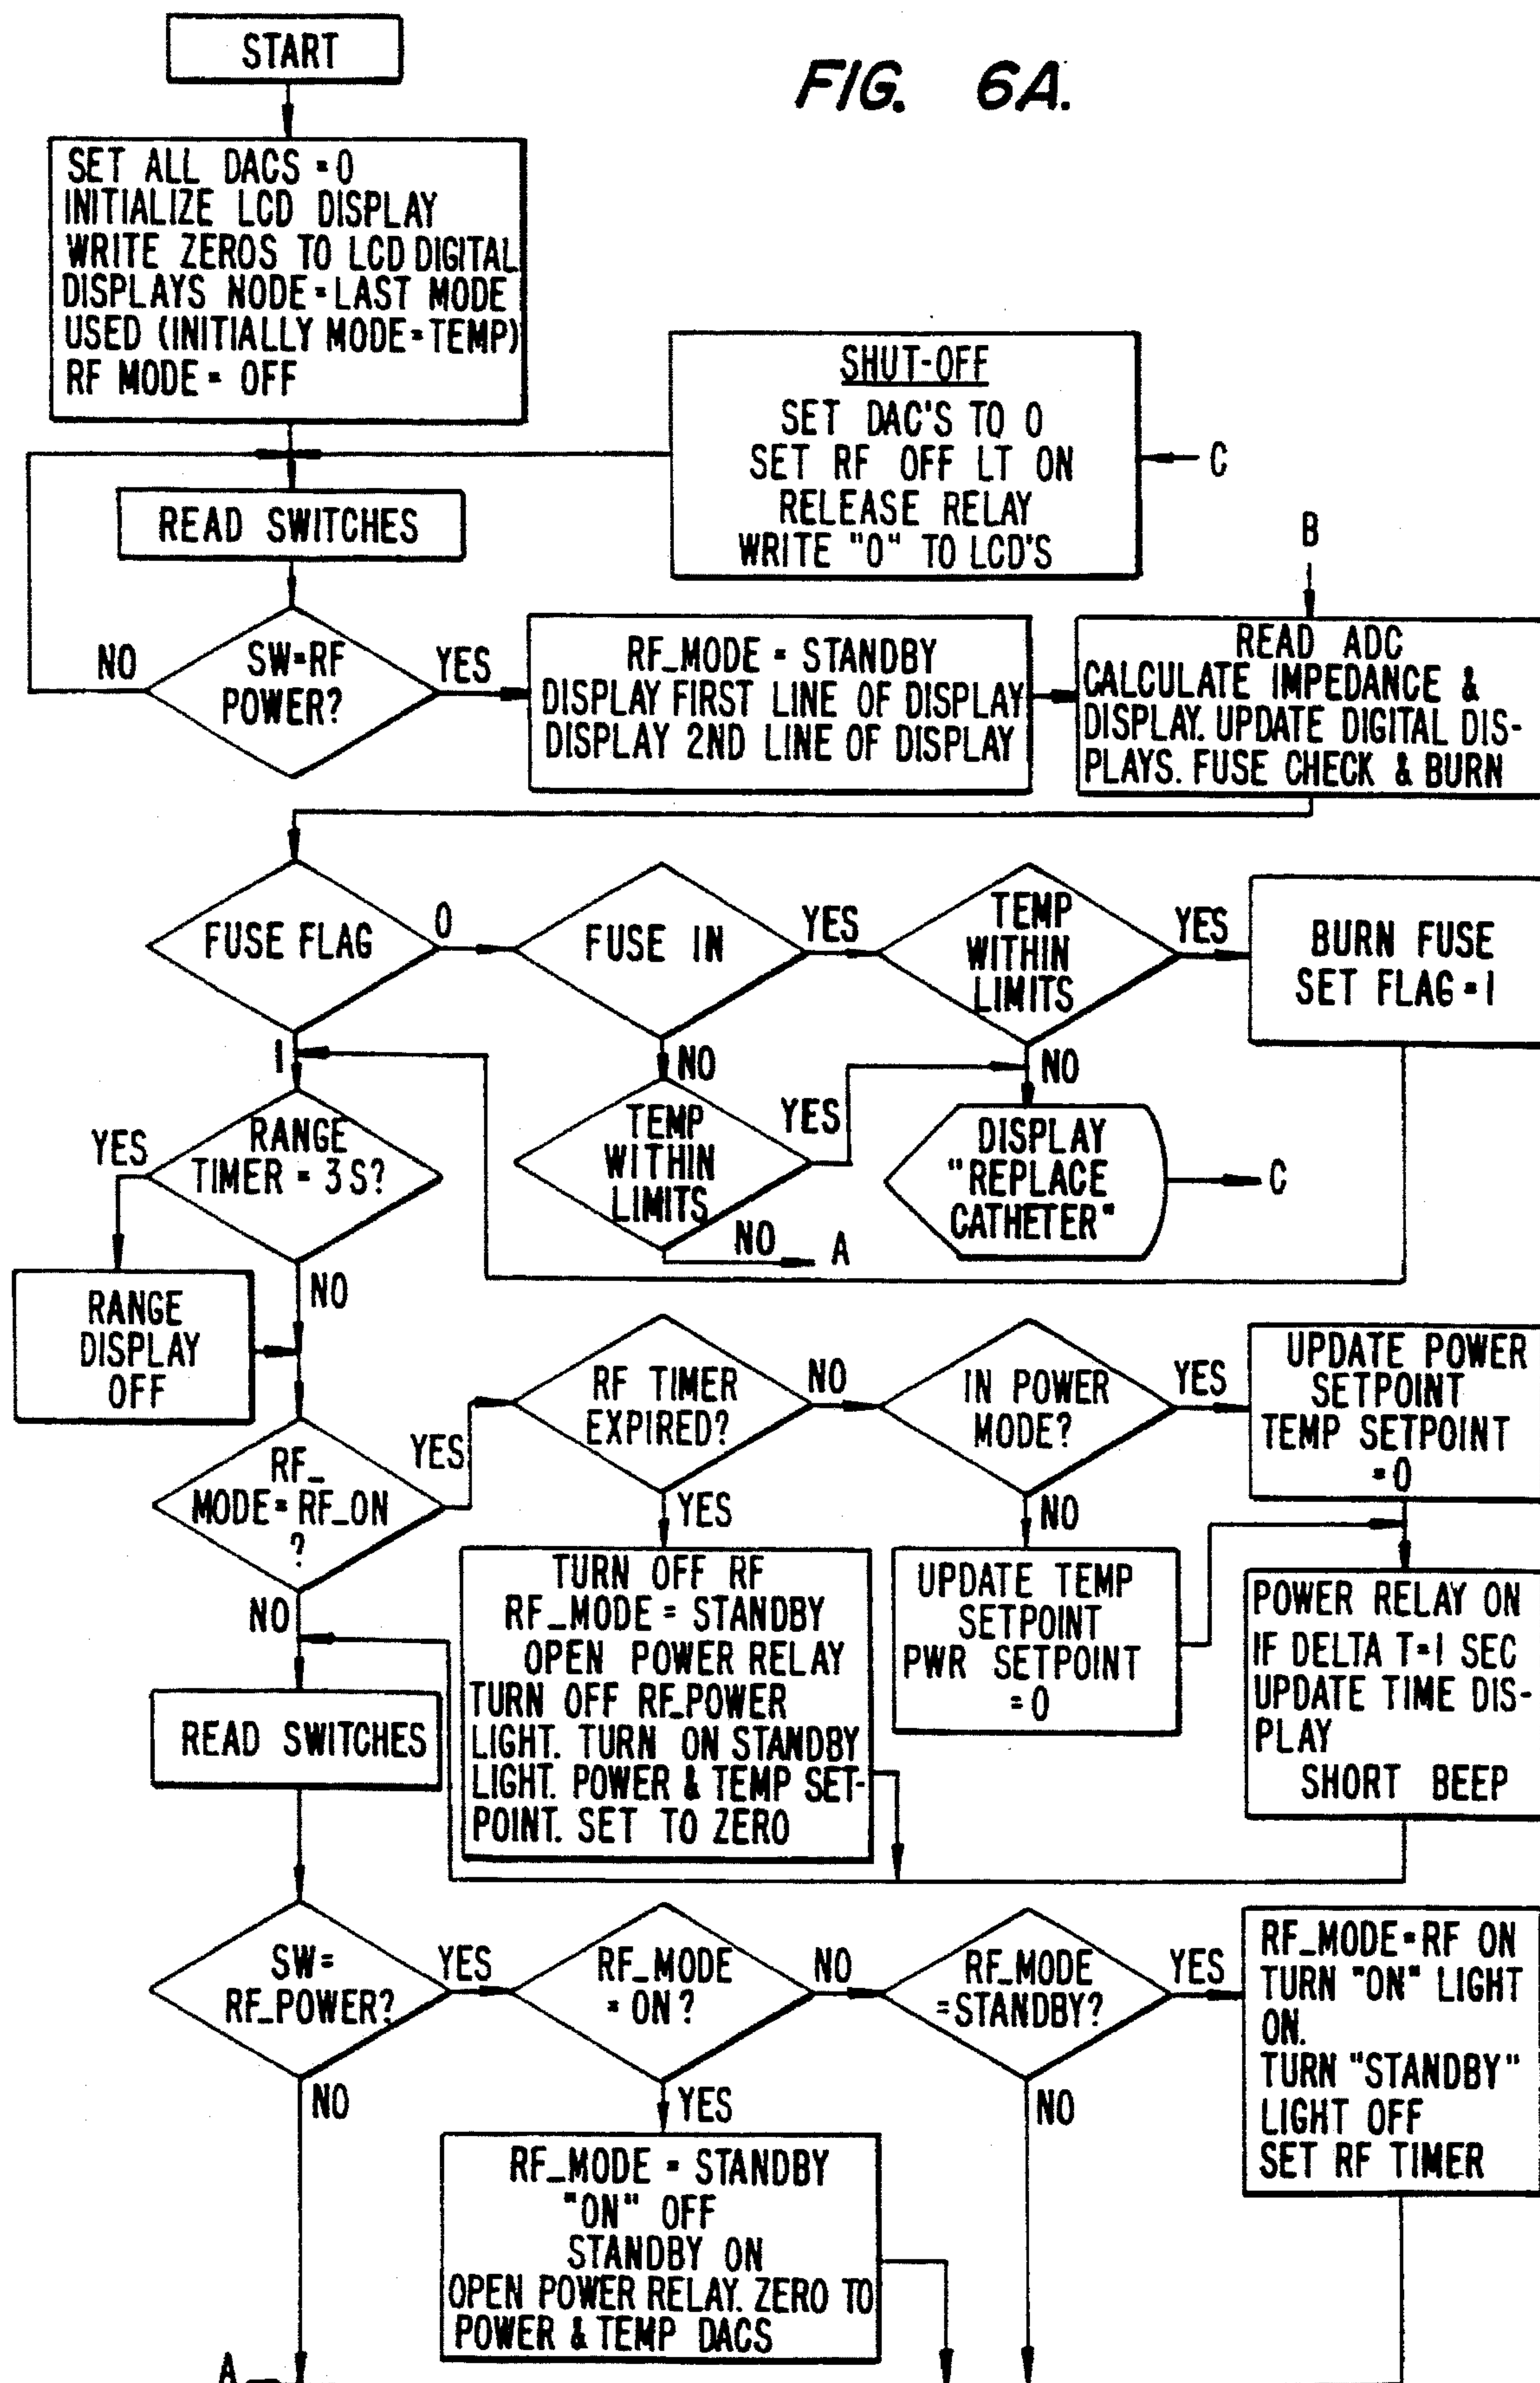 START
FIG. 6A.
SET ALL DACS = 0
INITIALIZE LCD DISPLAY
WRITE ZEROS TO LCD DIGITAL
DISPLAYS NODE = LAST MODE
USED (INITIALLY MODE = TEMP)
RF MODE = OFF
SHUT-OFF
SET DAC'S TO 0
SET RF OFF LT ON
RELEASE RELAY
WRITE "0" TO LCD'S
C
READ SWITCHES
B
NO
SW=RF
POWER?
YES
RF_MODE = STANDBY
DISPLAY FIRST LINE OF DISPLAY
DISPLAY 2ND LINE OF DISPLAY
READ ADC
CALCULATE IMPEDANCE &
DISPLAY. UPDATE DIGITAL DIS-
PLAYS. FUSE CHECK & BURN
FUSE FLAG
0
FUSE IN
YES
TEMP
WITHIN
LIMITS
YES
BURN FUSE
SET FLAG = 1
1
NO
NO
YES
RANGE
TIMER = 3 S?
TEMP
WITHIN
LIMITS
YES
DISPLAY
"REPLACE
CATHETER"
C
NO
A
NO
RANGE
DISPLAY
OFF
RF_
MODE = RF_ON
?
YES
RF TIMER
EXPIRED?
NO
IN POWER
MODE?
YES
UPDATE POWER
SETPOINT
TEMP SETPOINT
= 0
YES
NO
NO
TURN OFF RF
RF_MODE = STANDBY
OPEN POWER RELAY
TURN OFF RF_POWER
LIGHT. TURN ON STANDBY
LIGHT. POWER & TEMP SET-
POINT. SET TO ZERO
UPDATE TEMP
SETPOINT
PWR SETPOINT
= 0
POWER RELAY ON
IF DELTA T=1 SEC
UPDATE TIME DIS-
PLAY
SHORT BEEP
READ SWITCHES
SW=
RF_POWER?
YES
RF_MODE
= ON?
NO
RF_MODE
=STANDBY?
YES
RF_MODE=RF ON
TURN "ON" LIGHT
ON.
TURN "STANDBY"
LIGHT OFF
SET RF TIMER
NO
YES
NO
RF_MODE = STANDBY
"ON" OFF
STANDBY ON
OPEN POWER RELAY. ZERO TO
POWER & TEMP DACS
A